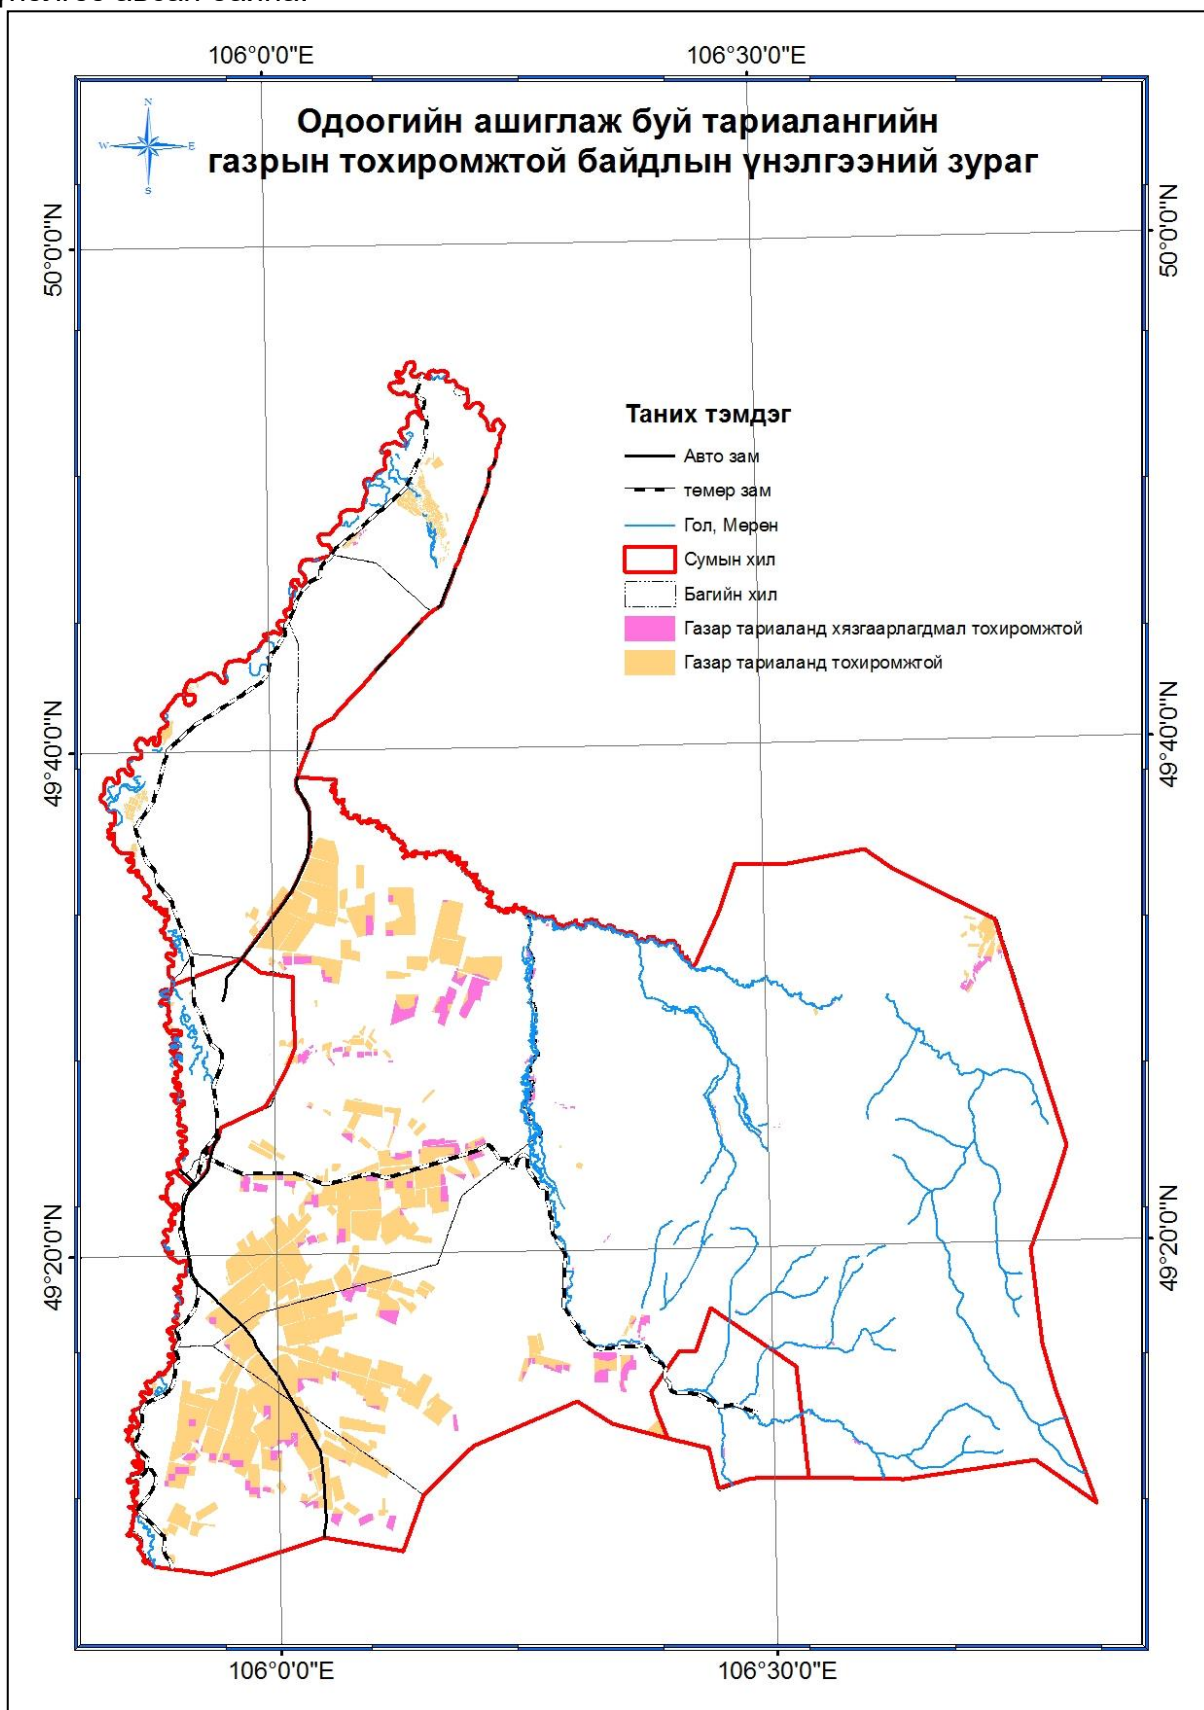 106°0'0"E 106°30'0"E
N
W E
S
Одоогийн ашиглаж буй тариалангийн
газрын тохиромжтой байдлын үнэлгээний зураг
50°0'0"N 50°0'0"N
Таних тэмдэг
Авто зам
төмөр зам
Гол, Мөрөн
Сумын хил
Багийн хил
Газар тариаланд хязгаарлагдмал тохиромжтой
Газар тариаланд тохиромжтой
49°40'0"N 49°40'0"N
49°20'0"N 49°20'0"N
106°0'0"E 106°30'0"E